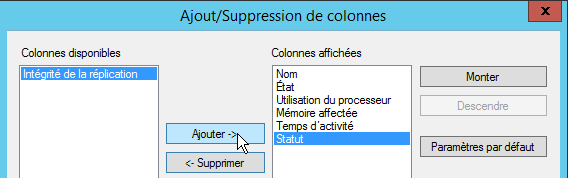 Ajout/Suppression de colonnes
x
Colonnes disponibles
Intégrité de la réplication
Ajouter ->
<- Supprimer
Colonnes affichées
Nom
État
Utilisation du processeur
Mémoire affectée
Temps d'activité
Statut
Monter
Descendre
Paramètres par défaut